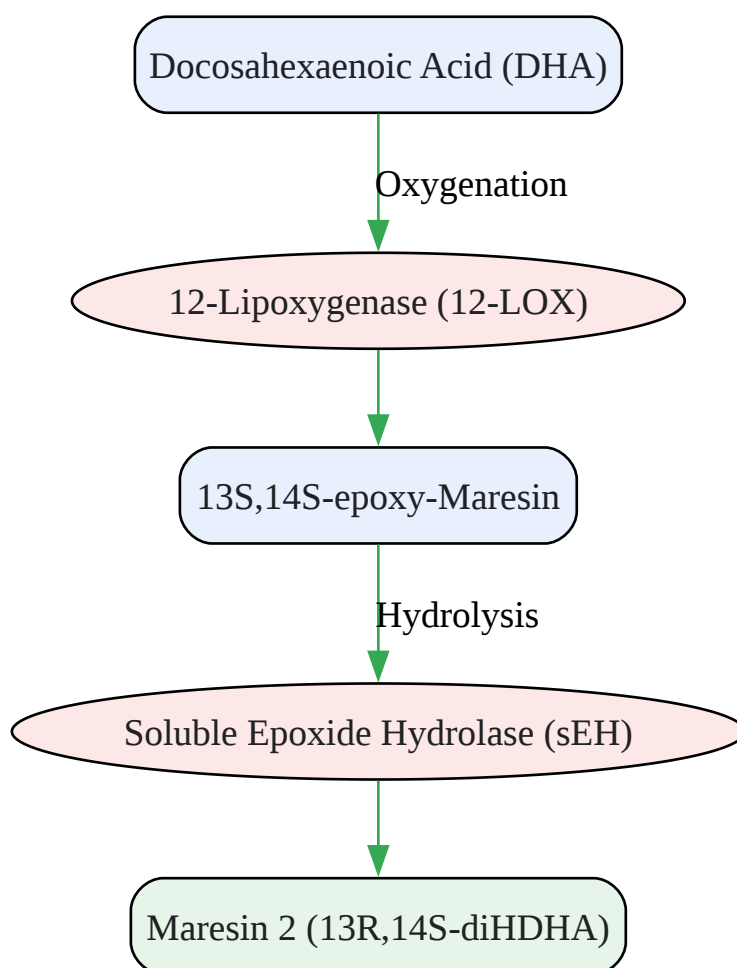 Docosahexaenoic Acid (DHA)
Oxygenation
12-Lipoxygenase (12-LOX)
13S,14S-epoxy-Maresin
Hydrolysis
Soluble Epoxide Hydrolase (sEH)
Maresin 2 (13R,14S-diHDHA)